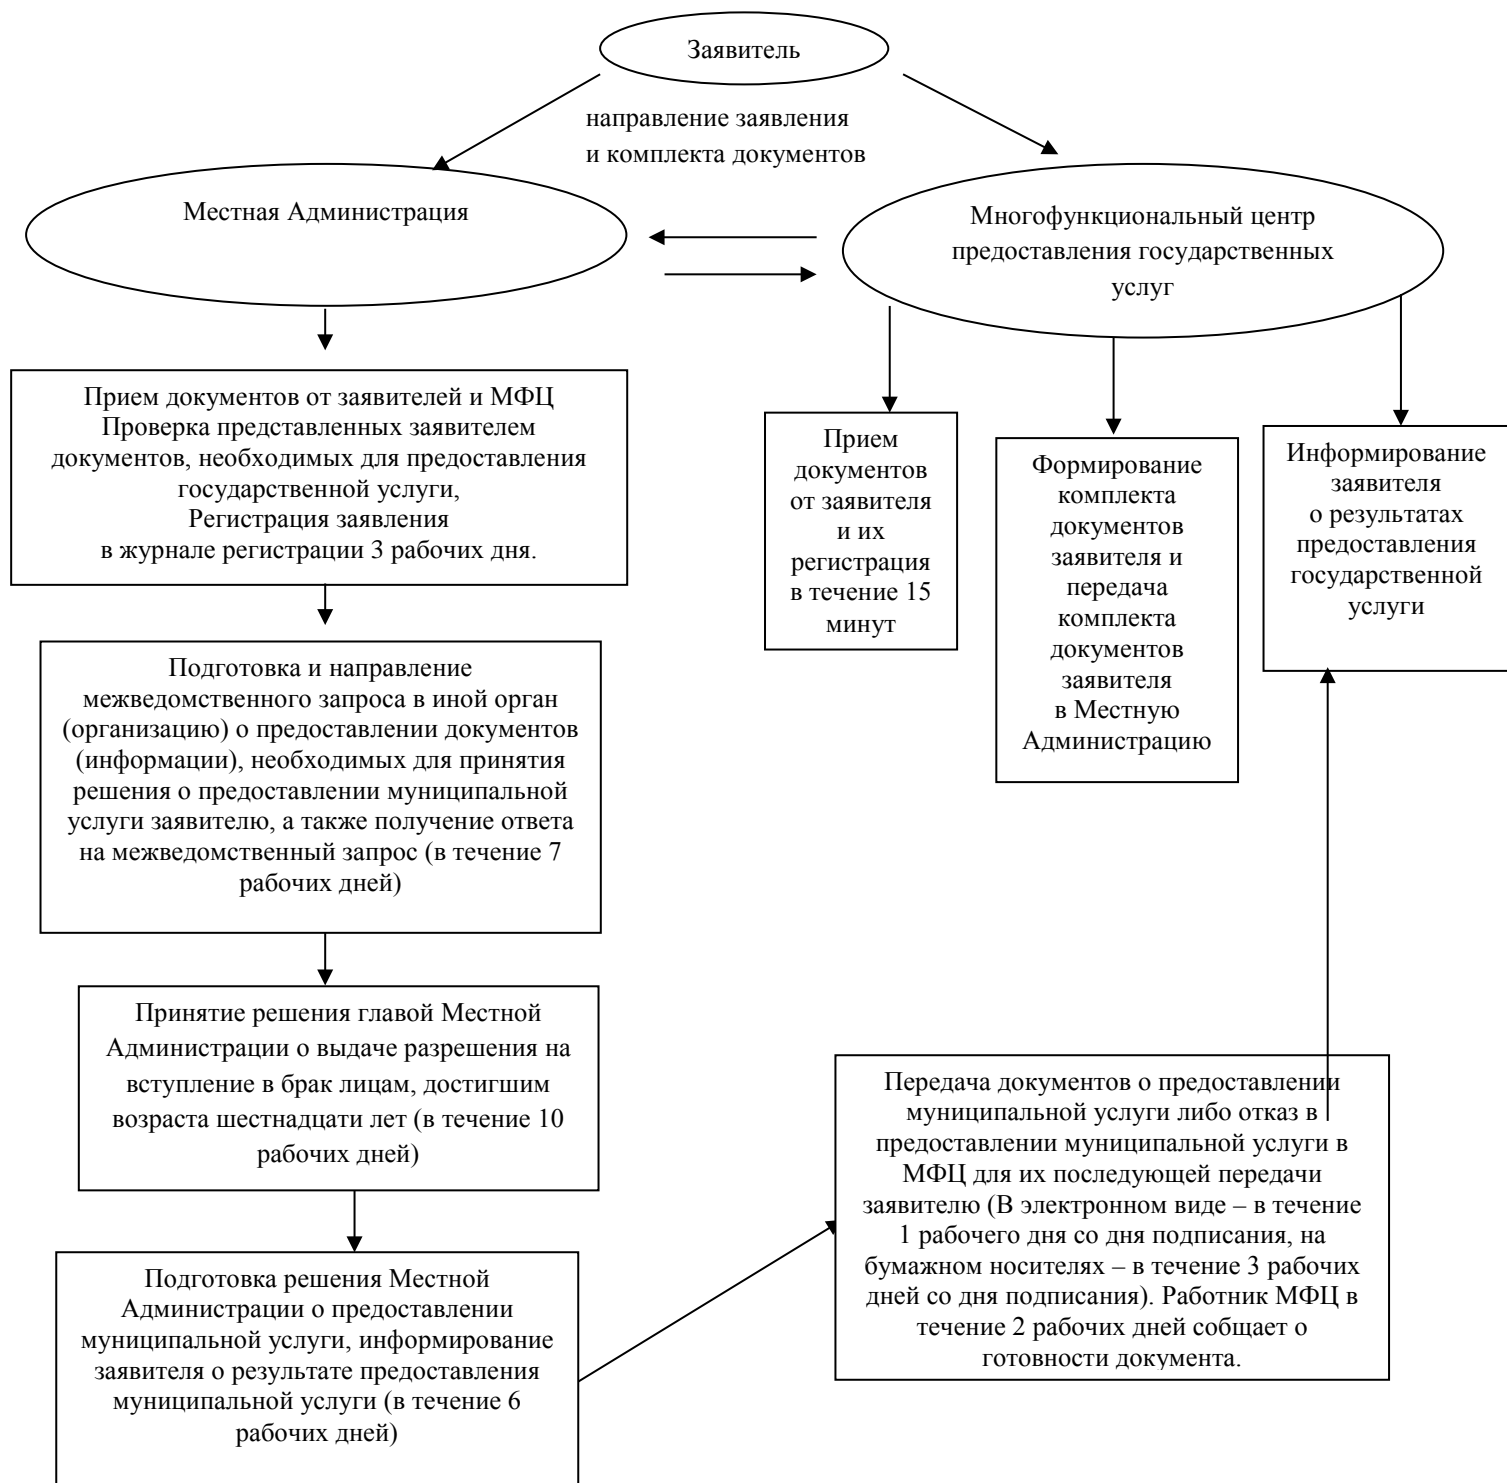 Заявитель
направление заявления
и комплекта документов
Местная Администрация
Многофункциональный центр
предоставления государственных
услуг
Прием документов от заявителей и МФЦ
Проверка представленных заявителем
документов, необходимых для предоставления
государственной услуги,
Регистрация заявления
в журнале регистрации 3 рабочих дня.
Прием
документов
от заявителя
и их
регистрация
в течение 15
минут
Формирование
комплекта
документов
заявителя и
передача
комплекта
документов
заявителя
в Местную
Администрацию
Информирование
заявителя
о результатах
предоставления
государственной
услуги
Подготовка и направление
межведомственного запроса в иной орган
(организацию) о предоставлении документов
(информации), необходимых для принятия
решения о предоставлении муниципальной
услуги заявителю, а также получение ответа
на межведомственный запрос (в течение 7
рабочих дней)
Принятие решения главой Местной
Администрации о выдаче разрешения на
вступление в брак лицам, достигшим
возраста шестнадцати лет (в течение 10
рабочих дней)
Подготовка решения Местной
Администрации о предоставлении
муниципальной услуги, информирование
заявителя о результате предоставления
муниципальной услуги (в течение 6
рабочих дней)
Передача документов о предоставлении
муниципальной услуги либо отказ в
предоставлении муниципальной услуги в
МФЦ для их последующей передачи
заявителю (В электронном виде – в течение
1 рабочего дня со дня подписания, на
бумажном носителях – в течение 3 рабочих
дней со дня подписания). Работник МФЦ в
течение 2 рабочих дней собщает о
готовности документа.